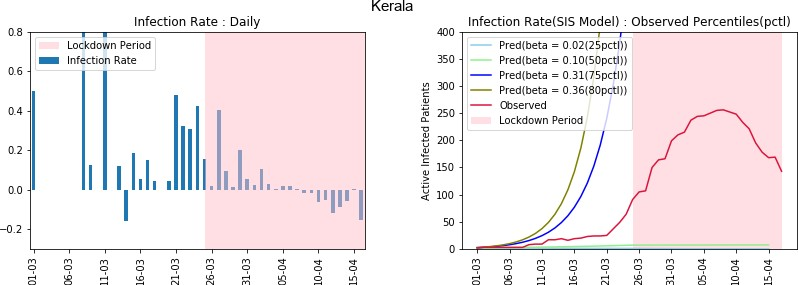 Kerala
Infection Rate : Daily
Lockdown Period
Infection Rate
0.8
0.6
0.4
0.2
0.0
−0.2
01-03
06-03
11-03
16-03
21-03
26-03
31-03
05-04
10-04
15-04
Infection Rate(SIS Model) : Observed Percentiles(pctl)
Pred(beta = 0.02(25pctl))
Pred(beta = 0.10(50pctl))
Pred(beta = 0.31(75pctl))
Pred(beta = 0.36(80pctl))
Observed
Lockdown Period
Active Infected Patients
400
350
300
250
200
150
100
50
0
01-03
06-03
11-03
16-03
21-03
26-03
31-03
05-04
10-04
15-04